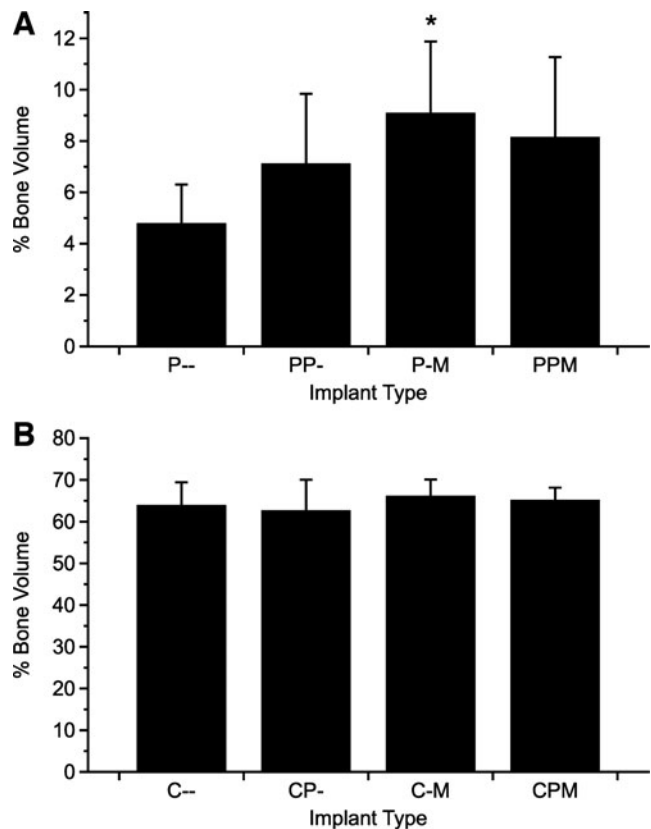 A
12
10
8
6
4
2
0
% Bone Volume
*
P-- PP- P-M PPM
Implant Type
B
80
70
60
50
40
30
20
10
0
% Bone Volume
C-- CP- C-M CPM
Implant Type